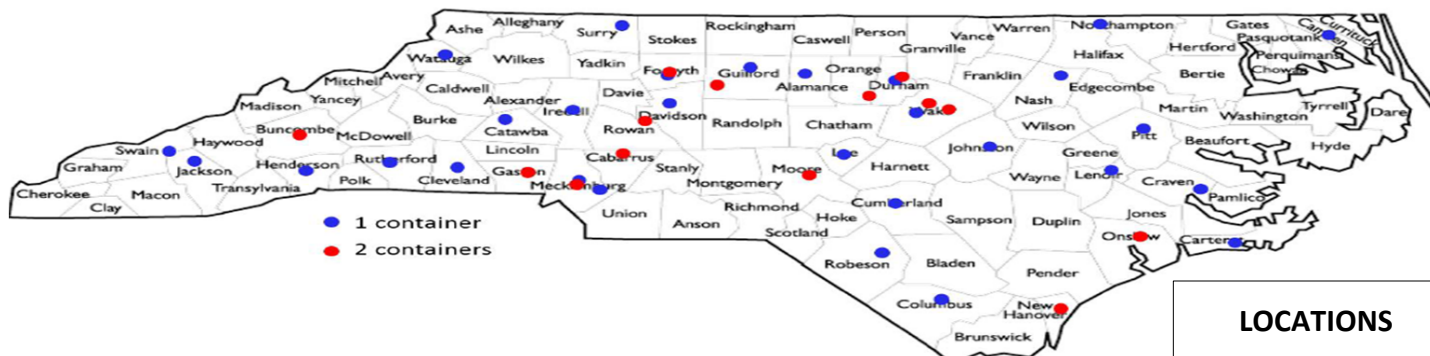 Ashe
Alleghany
Surry
Stokes
Rockingham
Caswell
Person
Granville
Vance
Warren
Northampton
Gates
Currituck
Camden
Pasquotank
Perquimans
Chowan
Hertford
Halifax
Bertie
Watauga
Wilkes
Yadkin
Forsyth
Guilford
Alamance
Orange
Durham
Franklin
Nash
Edgecombe
Martin
Washington
Tyrrell
Dare
Mitchell
Avery
Caldwell
Alexander
Iredell
Davie
Davidson
Randolph
Chatham
Wake
Wilson
Pitt
Beaufort
Hyde
Madison
Yancey
Burke
Catawba
Rowan
Buncombe
McDowell
Haywood
Swain
Graham
Jackson
Henderson
Rutherford
Cleveland
Lincoln
Gaston
Cabarrus
Mecklenburg
Stanly
Montgomery
Moore
Lee
Harnett
Johnston
Wayne
Greene
Lenoir
Craven
Pamlico
Cherokee
Clay
Macon
Transylvania
Polk
Union
Anson
Richmond
Scotland
Hoke
Cumberland
Sampson
Duplin
Jones
Onslow
Carteret
Robeson
Bladen
Pender
Columbus
New
Hanover
Brunswick
1 container
2 containers
LOCATIONS